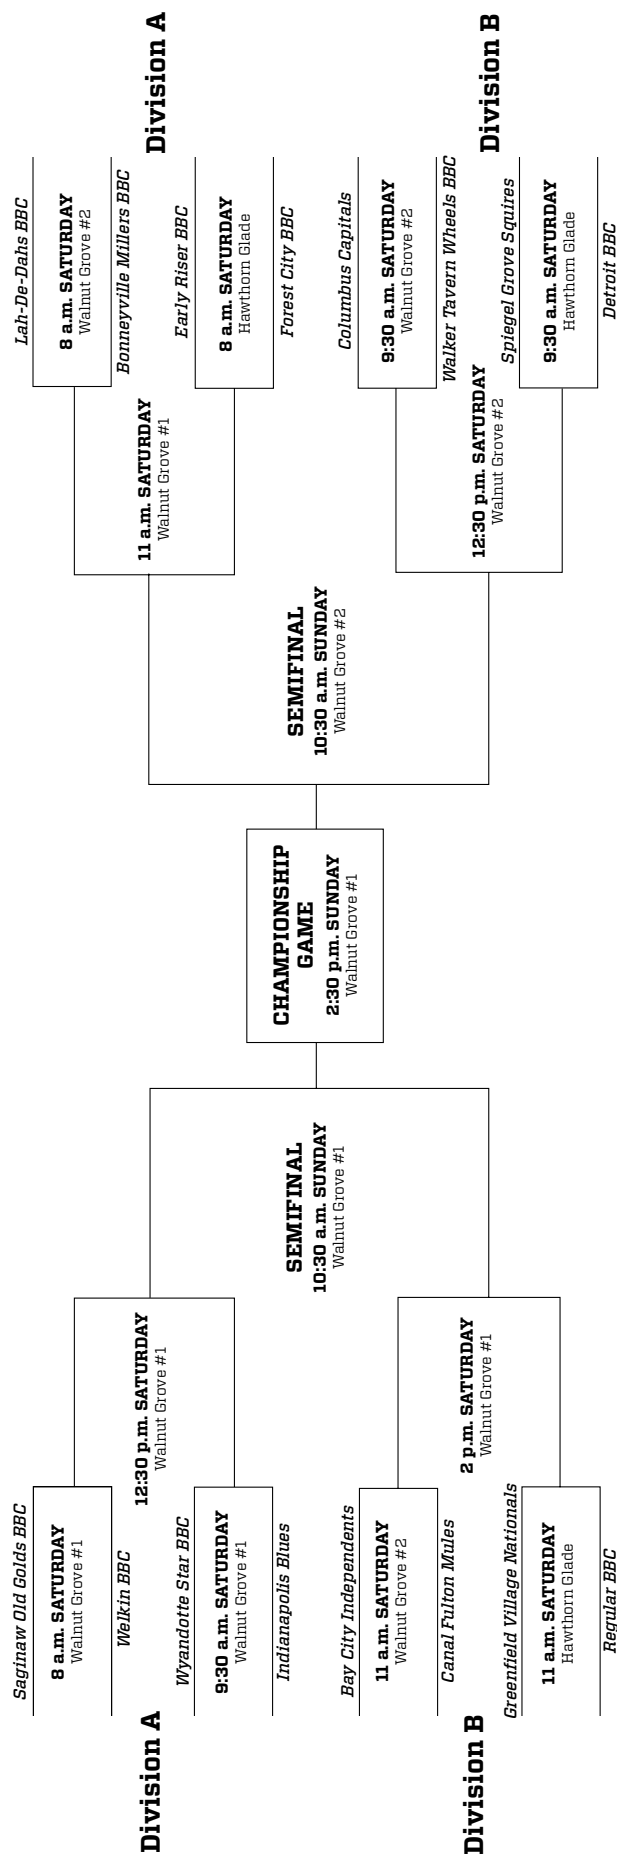 Division A
Saginaw Old Golds BBC
8 a.m. SATURDAY
Walnut Grove #1
Welkin BBC
12:30 p.m. SATURDAY
Walnut Grove #1
Wyandotte Star BBC
9:30 a.m. SATURDAY
Walnut Grove #1
Indianapolis Blues
SEMIFINAL
10:30 a.m. SUNDAY
Walnut Grove #1
Division B
Bay City Independents
11 a.m. SATURDAY
Walnut Grove #2
Canal Fulton Mules
2 p.m. SATURDAY
Walnut Grove #1
Greenfield Village Nationals
11 a.m. SATURDAY
Hawthorn Glade
Regular BBC
CHAMPIONSHIP
GAME
2:30 p.m. SUNDAY
Walnut Grove #1
Division A
Lah-De-Dahs BBC
8 a.m. SATURDAY
Walnut Grove #2
Bonneyville Millers BBC
11 a.m. SATURDAY
Walnut Grove #1
Early Riser BBC
8 a.m. SATURDAY
Hawthorn Glade
Forest City BBC
SEMIFINAL
10:30 a.m. SUNDAY
Walnut Grove #2
Division B
Columbus Capitals
9:30 a.m. SATURDAY
Walnut Grove #2
Walker Tavern Wheels BBC
12:30 p.m. SATURDAY
Walnut Grove #2
Spiegel Grove Squires
9:30 a.m. SATURDAY
Hawthorn Glade
Detroit BBC